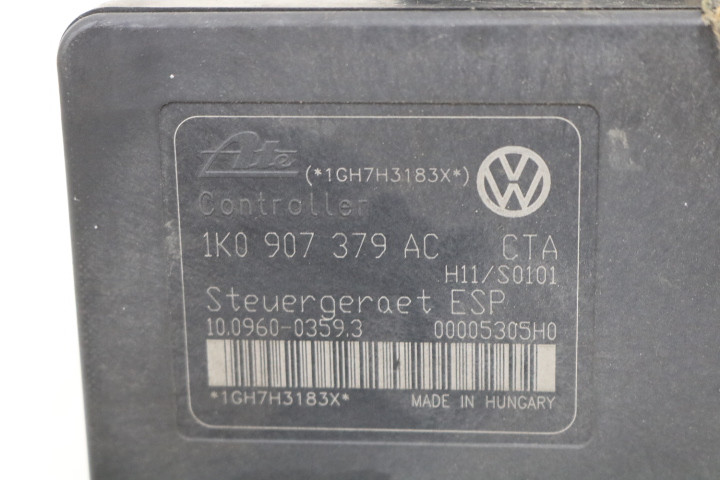 Ate (*1GH7H3183X*)
Controller
1K0 907 379 AC CTA
H11/S0101
Steuergeraet ESP
10.0960-0359.3 00005305H0
*1GH7H3183X* MADE IN HUNGARY